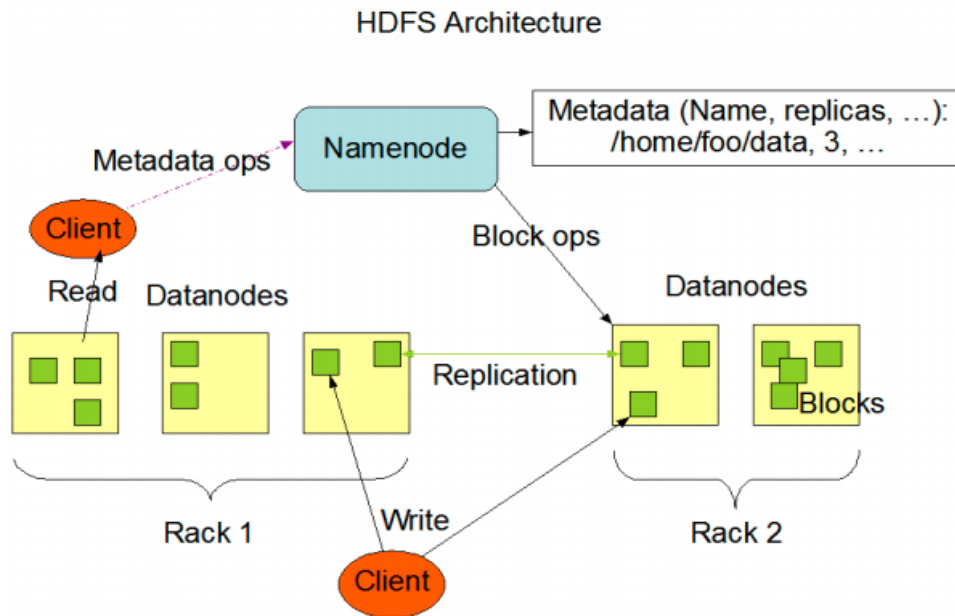 HDFS Architecture
Metadata (Name, replicas, …):
/home/foo/data, 3, …
Namenode
Metadata ops
Client
Block ops
Read
Datanodes
Datanodes
Replication
Blocks
Rack 1
Write
Rack 2
Client